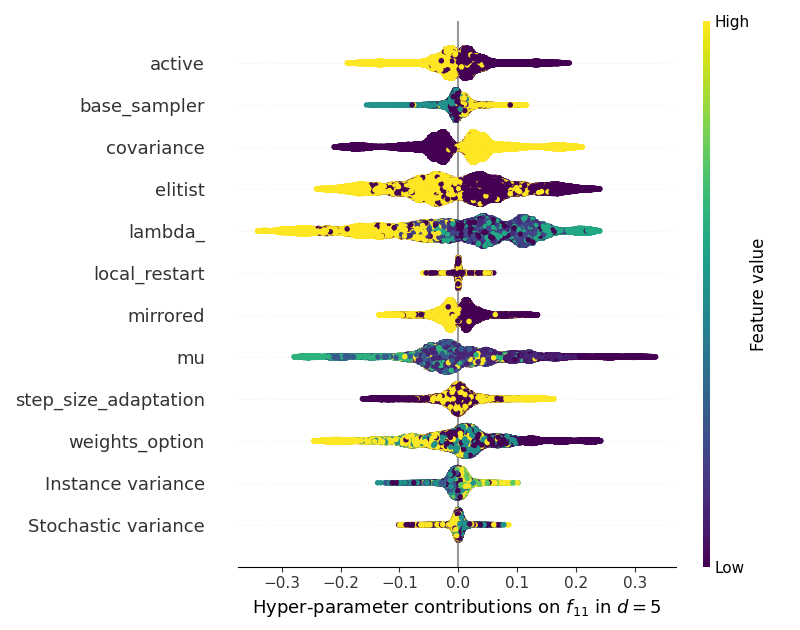 High
active
base_sampler
covariance
elitist
lambda_
local_restart
mirrored
mu
step_size_adaptation
weights_option
Instance variance
Stochastic variance
Feature value
Low
−0.3 −0.2 −0.1 0.0 0.1 0.2 0.3
Hyper-parameter contributions on $f_{11}$ in $d = 5$